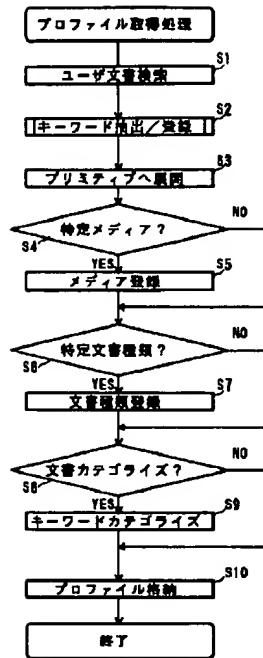 プロファイル取得処理
S1
ユーザ文書検索
S2
キーワード抽出/登録
S3
プリミティブへ展開
特定メディア?
NO
S4
YES
S5
メディア登録
特定文書種類?
NO
S6
YES
S7
文書種類登録
文書カテゴライズ?
NO
S8
YES
S9
キーワードカテゴライズ
S10
プロファイル格納
終了